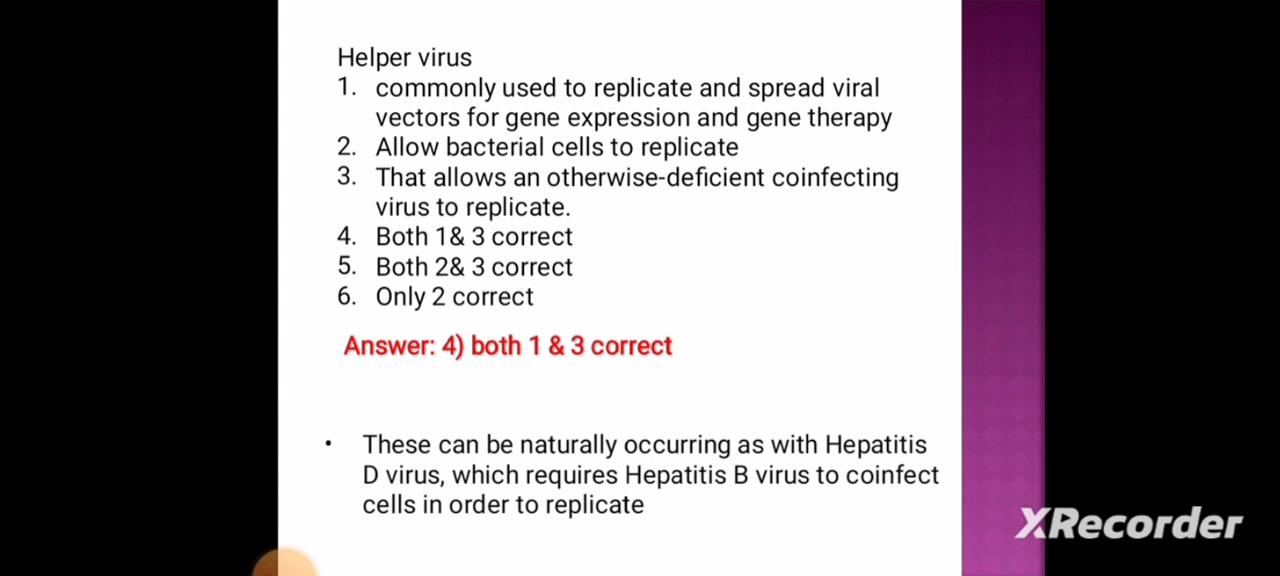 Helper virus
1. commonly used to replicate and spread viral
vectors for gene expression and gene therapy
2. Allow bacterial cells to replicate
3. That allows an otherwise-deficient coinfecting
virus to replicate.
4. Both 1& 3 correct
5. Both 2& 3 correct
6. Only 2 correct
Answer: 4) both 1 & 3 correct
• These can be naturally occurring as with Hepatitis
D virus, which requires Hepatitis B virus to coinfect
cells in order to replicate
XRecorder